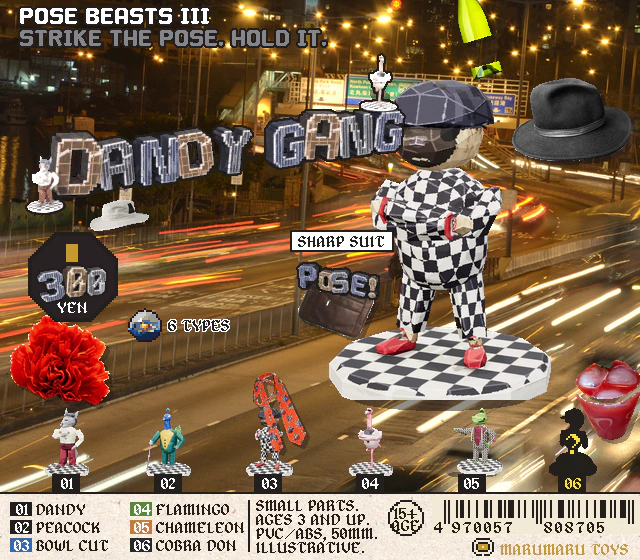 POSE BEASTS III
STRIKE THE POSE. HOLD IT.
DANDY GANG
SHARP SUIT
300
YEN
POSE!
6 TYPES
?
01
02
03
04
05
06
01 DANDY
02 PEACOCK
03 BOWL CUT
04 FLAMINGO
05 CHAMELEON
06 COBRA DON
SMALL PARTS.
AGES 3 AND UP.
PVC/ABS, 50MM.
ILLUSTRATIVE.
15+
AGE
4 970057 808705
MARUMARU TOYS